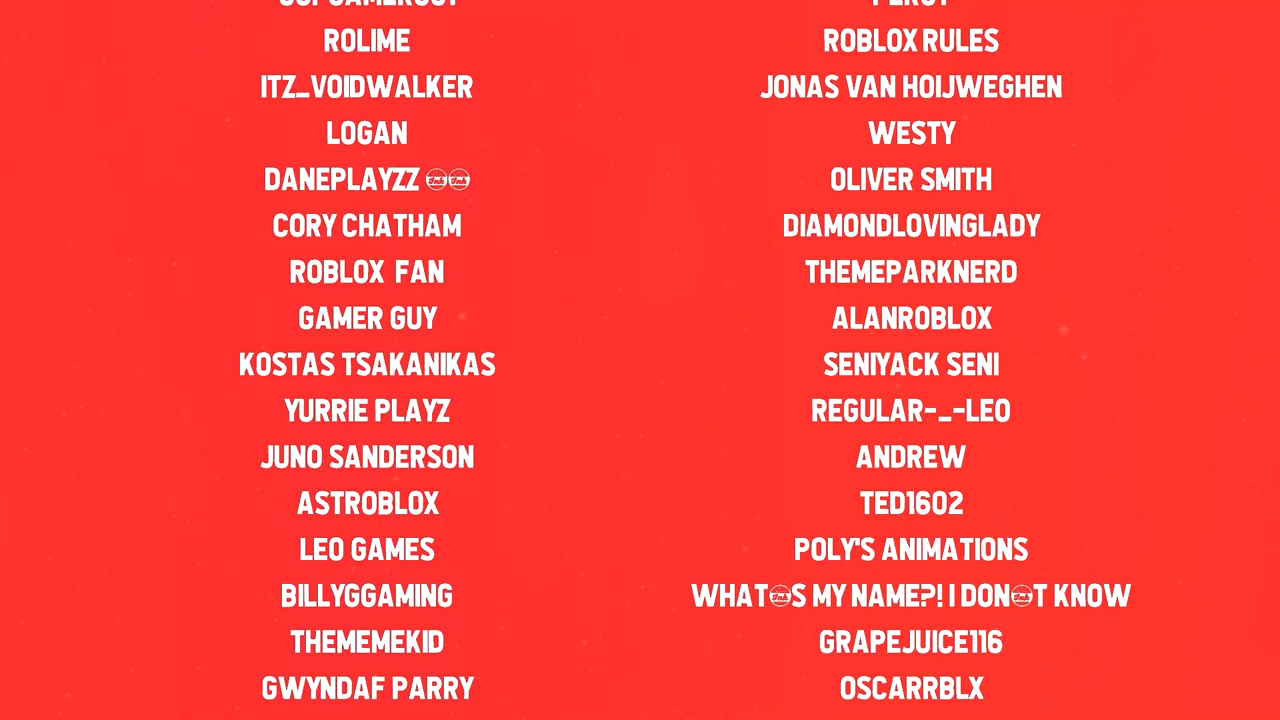 ROLIME
ROBLOX RULES
ITZ_VOIDWALKER
JONAS VAN HOIJWEGHEN
LOGAN
WESTY
DANEPLAYZZ
OLIVER SMITH
CORY CHATHAM
DIAMONDLOVINGLADY
ROBLOX FAN
THEMEPARKNERD
GAMER GUY
ALANROBLOX
KOSTAS TSAKANIKAS
SENIYACK SENI
YURRIE PLAYZ
REGULAR-_-LEO
JUNO SANDERSON
ANDREW
ASTROBLOX
TED1602
LEO GAMES
POLY'S ANIMATIONS
BILLYGGAMING
WHAT S MY NAME?! I DON T KNOW
THEMEMEKID
GRAPEJUICE116
GWYNDAF PARRY
OSCARRBLX